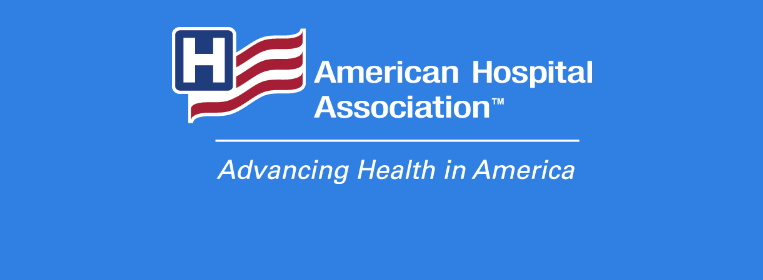 H
American Hospital
Association™
Advancing Health in America